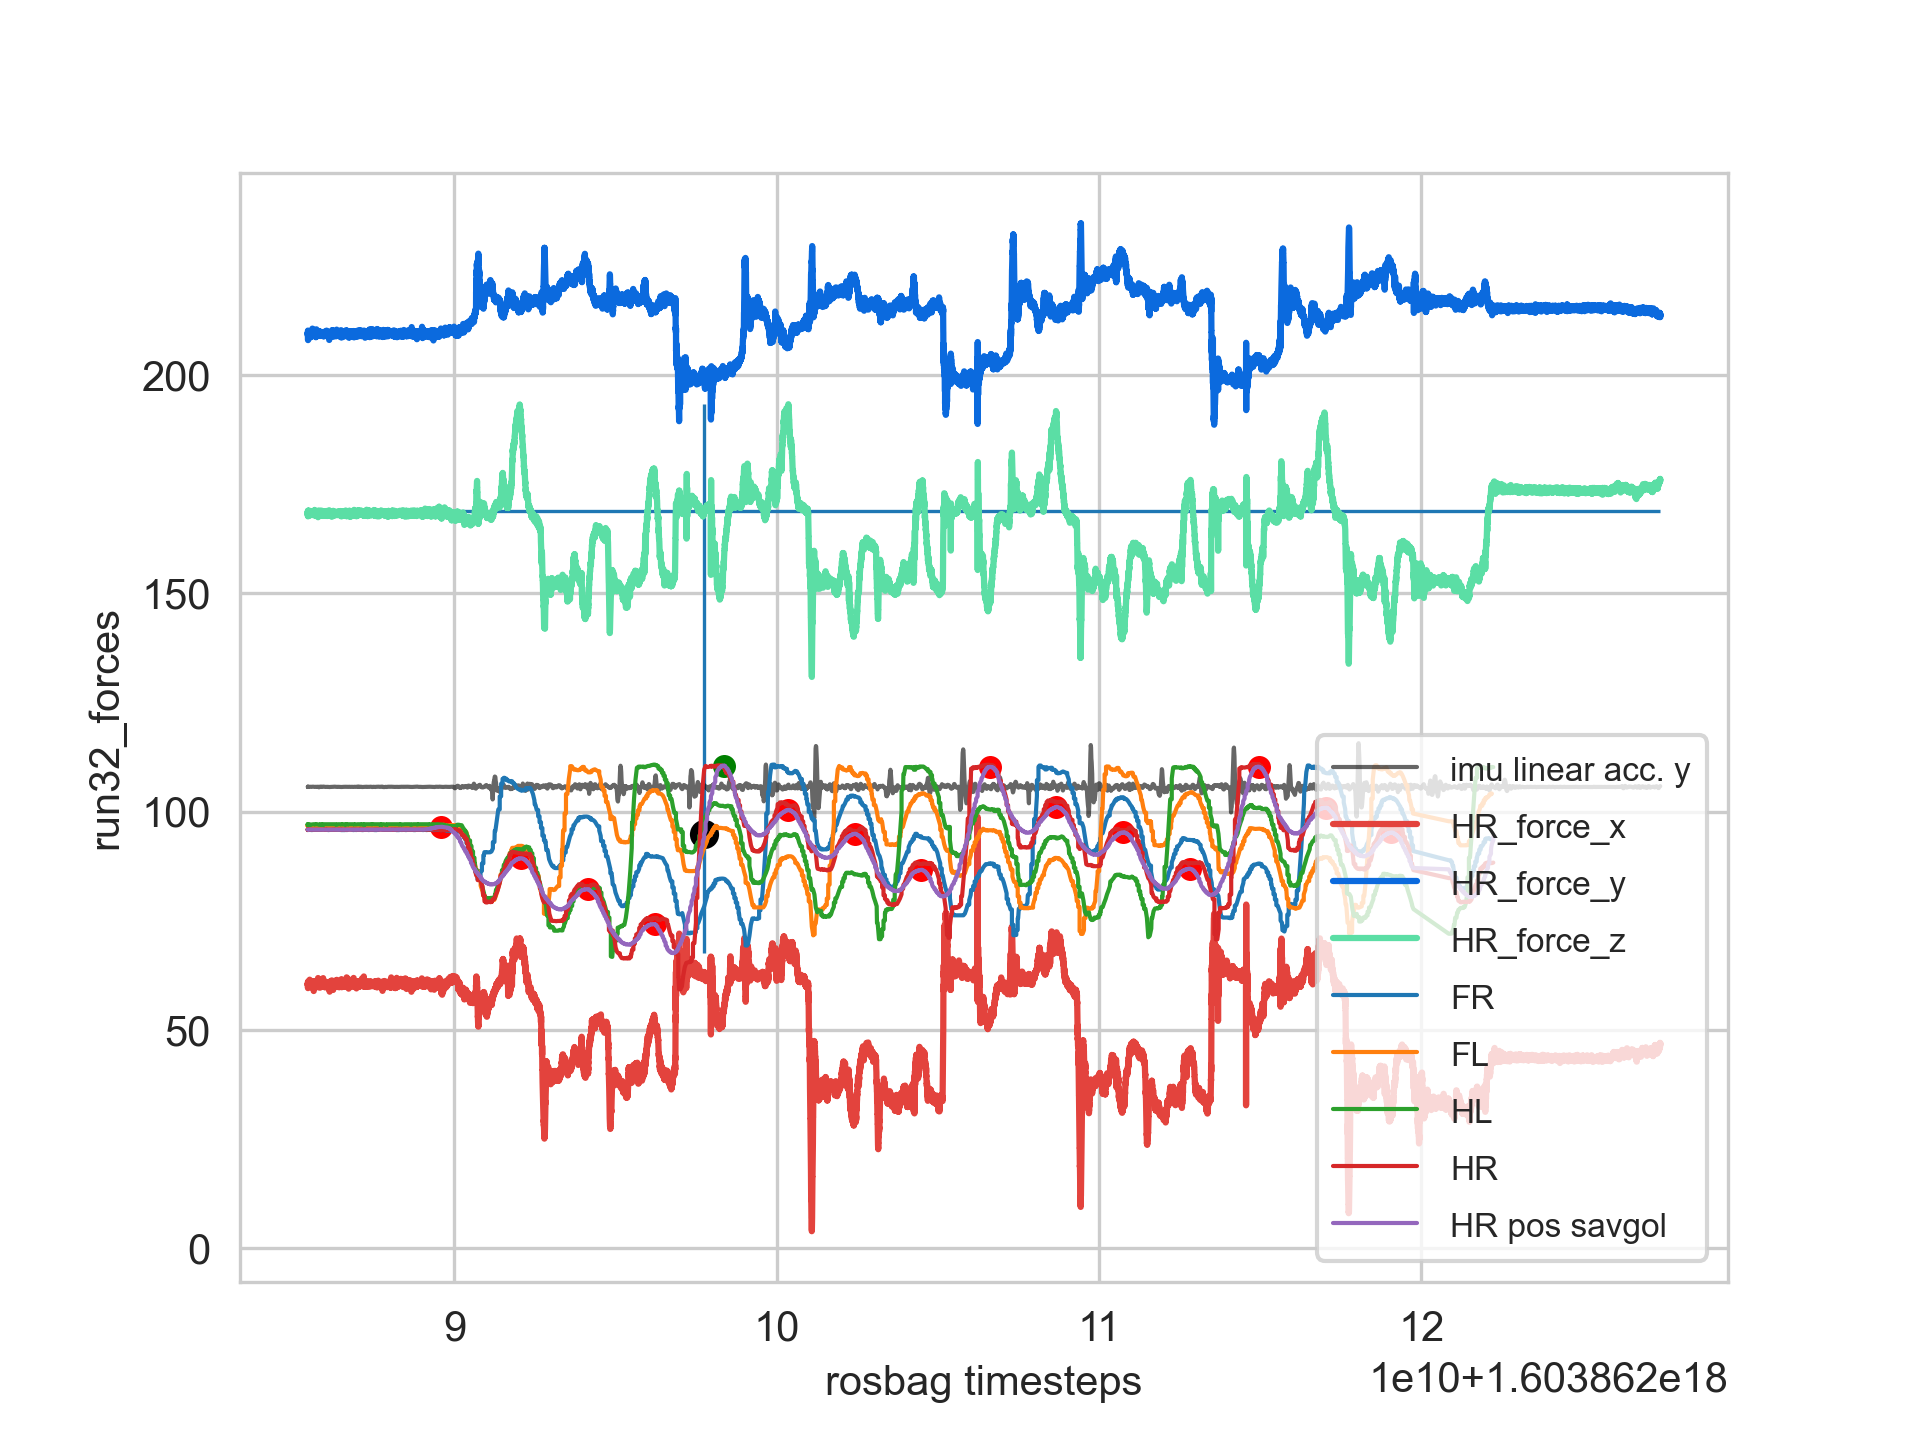 run32_forces
200
150
100
50
0
9
10
11
12
rosbag timesteps
1e10+1.603862e18
imu linear acc. y
HR_force_x
HR_force_y
HR_force_z
FR
FL
HL
HR
HR pos savgol